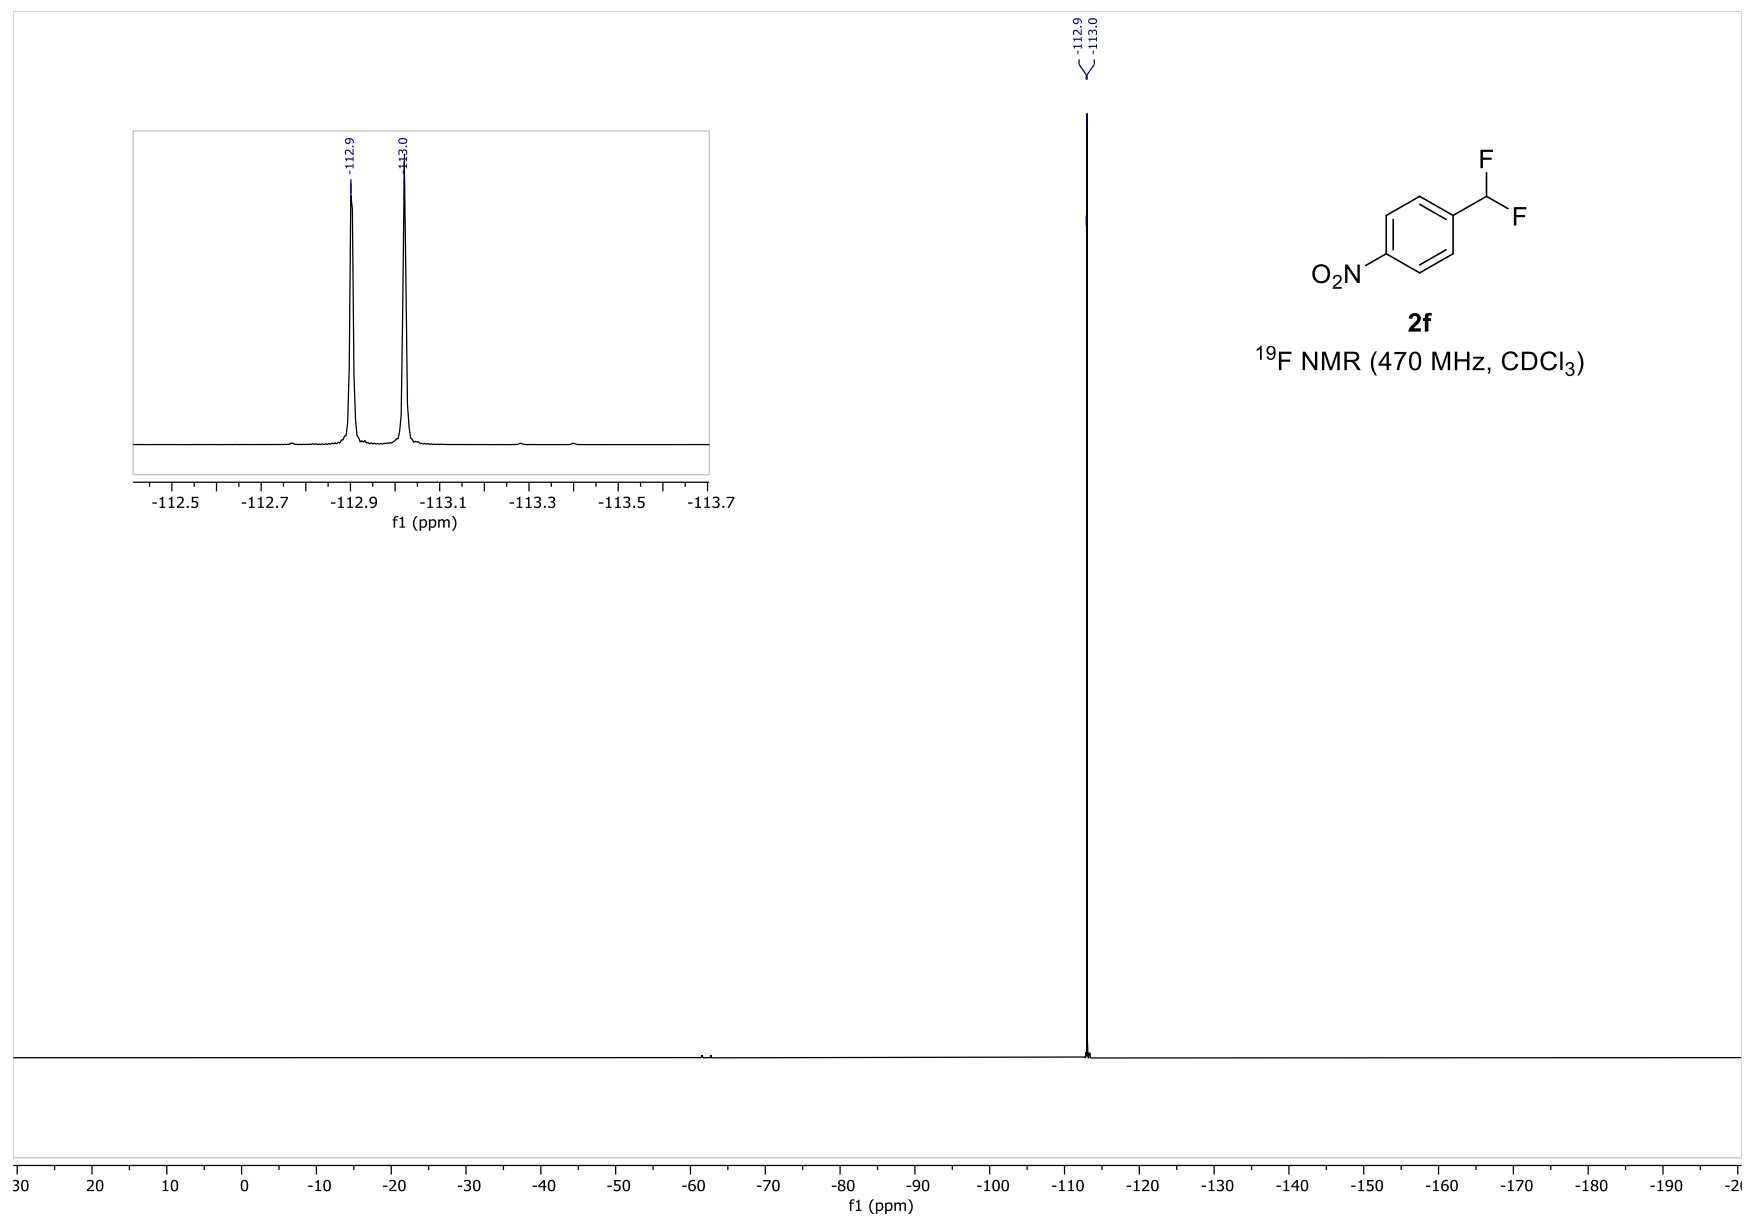 -112.9
-113.0
-112.9
-113.0
-112.5 -112.7 -112.9 -113.1 -113.3 -113.5 -113.7
f1 (ppm)
F
F
O₂N
2f
¹⁹F NMR (470 MHz, CDCl₃)
30 20 10 0 -10 -20 -30 -40 -50 -60 -70 -80 -90 -100 -110 -120 -130 -140 -150 -160 -170 -180 -190
f1 (ppm)